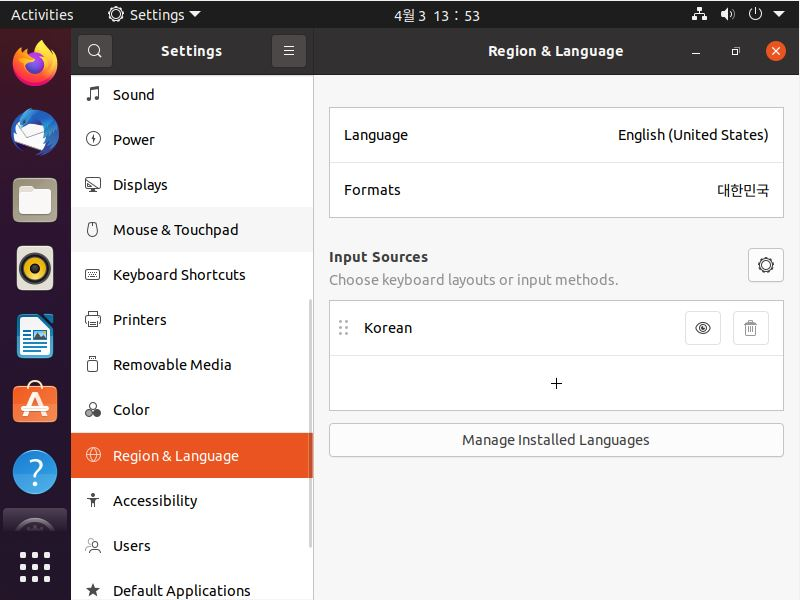 Activities
Settings
4월 3 13 : 53
Settings
Region & Language
Sound
Power
Displays
Mouse & Touchpad
Keyboard Shortcuts
Printers
Removable Media
Color
Region & Language
Accessibility
Users
Default Applications
Language
English (United States)
Formats
대한민국
Input Sources
Choose keyboard layouts or input methods.
Korean
Manage Installed Languages